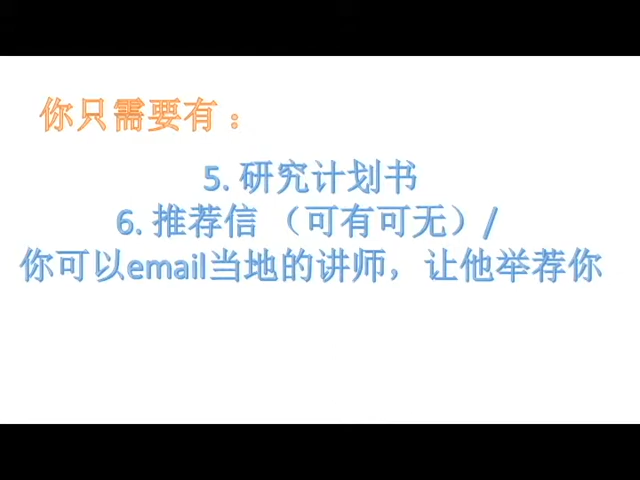 你只需要有：
5. 研究计划书
6. 推荐信 （可有可无）/
你可以email当地的讲师，让他举荐你